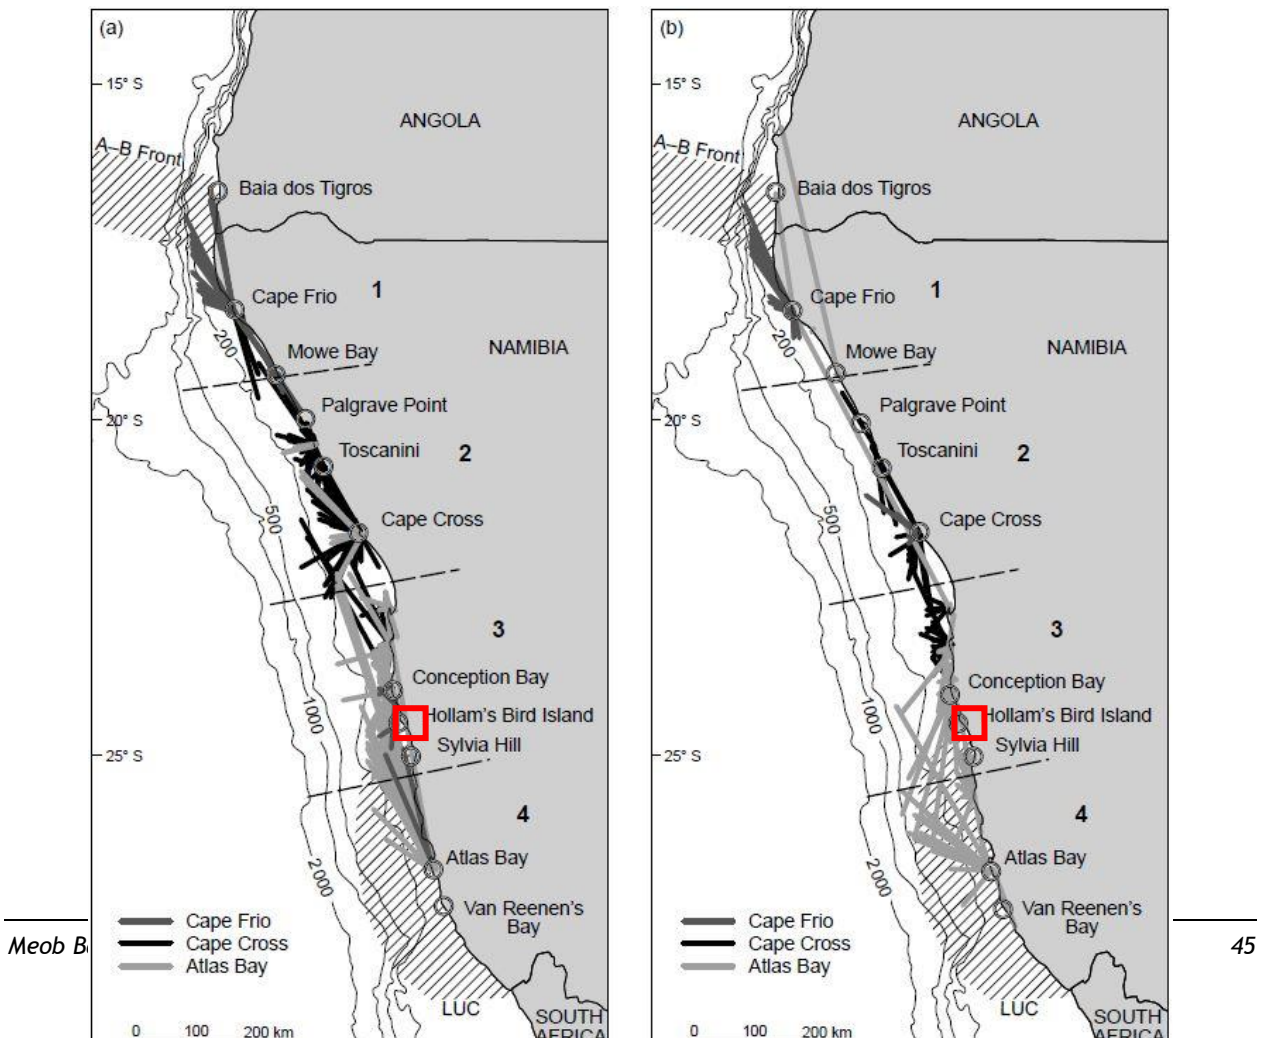 (a)
15° S
ANGOLA
A–B Front
Baia dos Tigros
Cape Frio
1
200
Mowe Bay
NAMIBIA
Palgrave Point
20° S
Toscanini
2
500
Cape Cross
3
Conception Bay
1000
Hollam's Bird Island
Sylvia Hill
25° S
4
Atlas Bay
2000
Van Reenen's
Bay
Cape Frio
Cape Cross
Atlas Bay
LUC
SOUTH
AFRICA
0 100 200 km
(b)
15° S
ANGOLA
A–B Front
Baia dos Tigros
Cape Frio
1
200
Mowe Bay
NAMIBIA
Palgrave Point
20° S
Toscanini
2
500
Cape Cross
3
Conception Bay
1000
Hollam's Bird Island
Sylvia Hill
25° S
4
Atlas Bay
2000
Van Reenen's
Bay
Cape Frio
Cape Cross
Atlas Bay
LUC
SOUTH
AFRICA
0 100 200 km
Meob
45